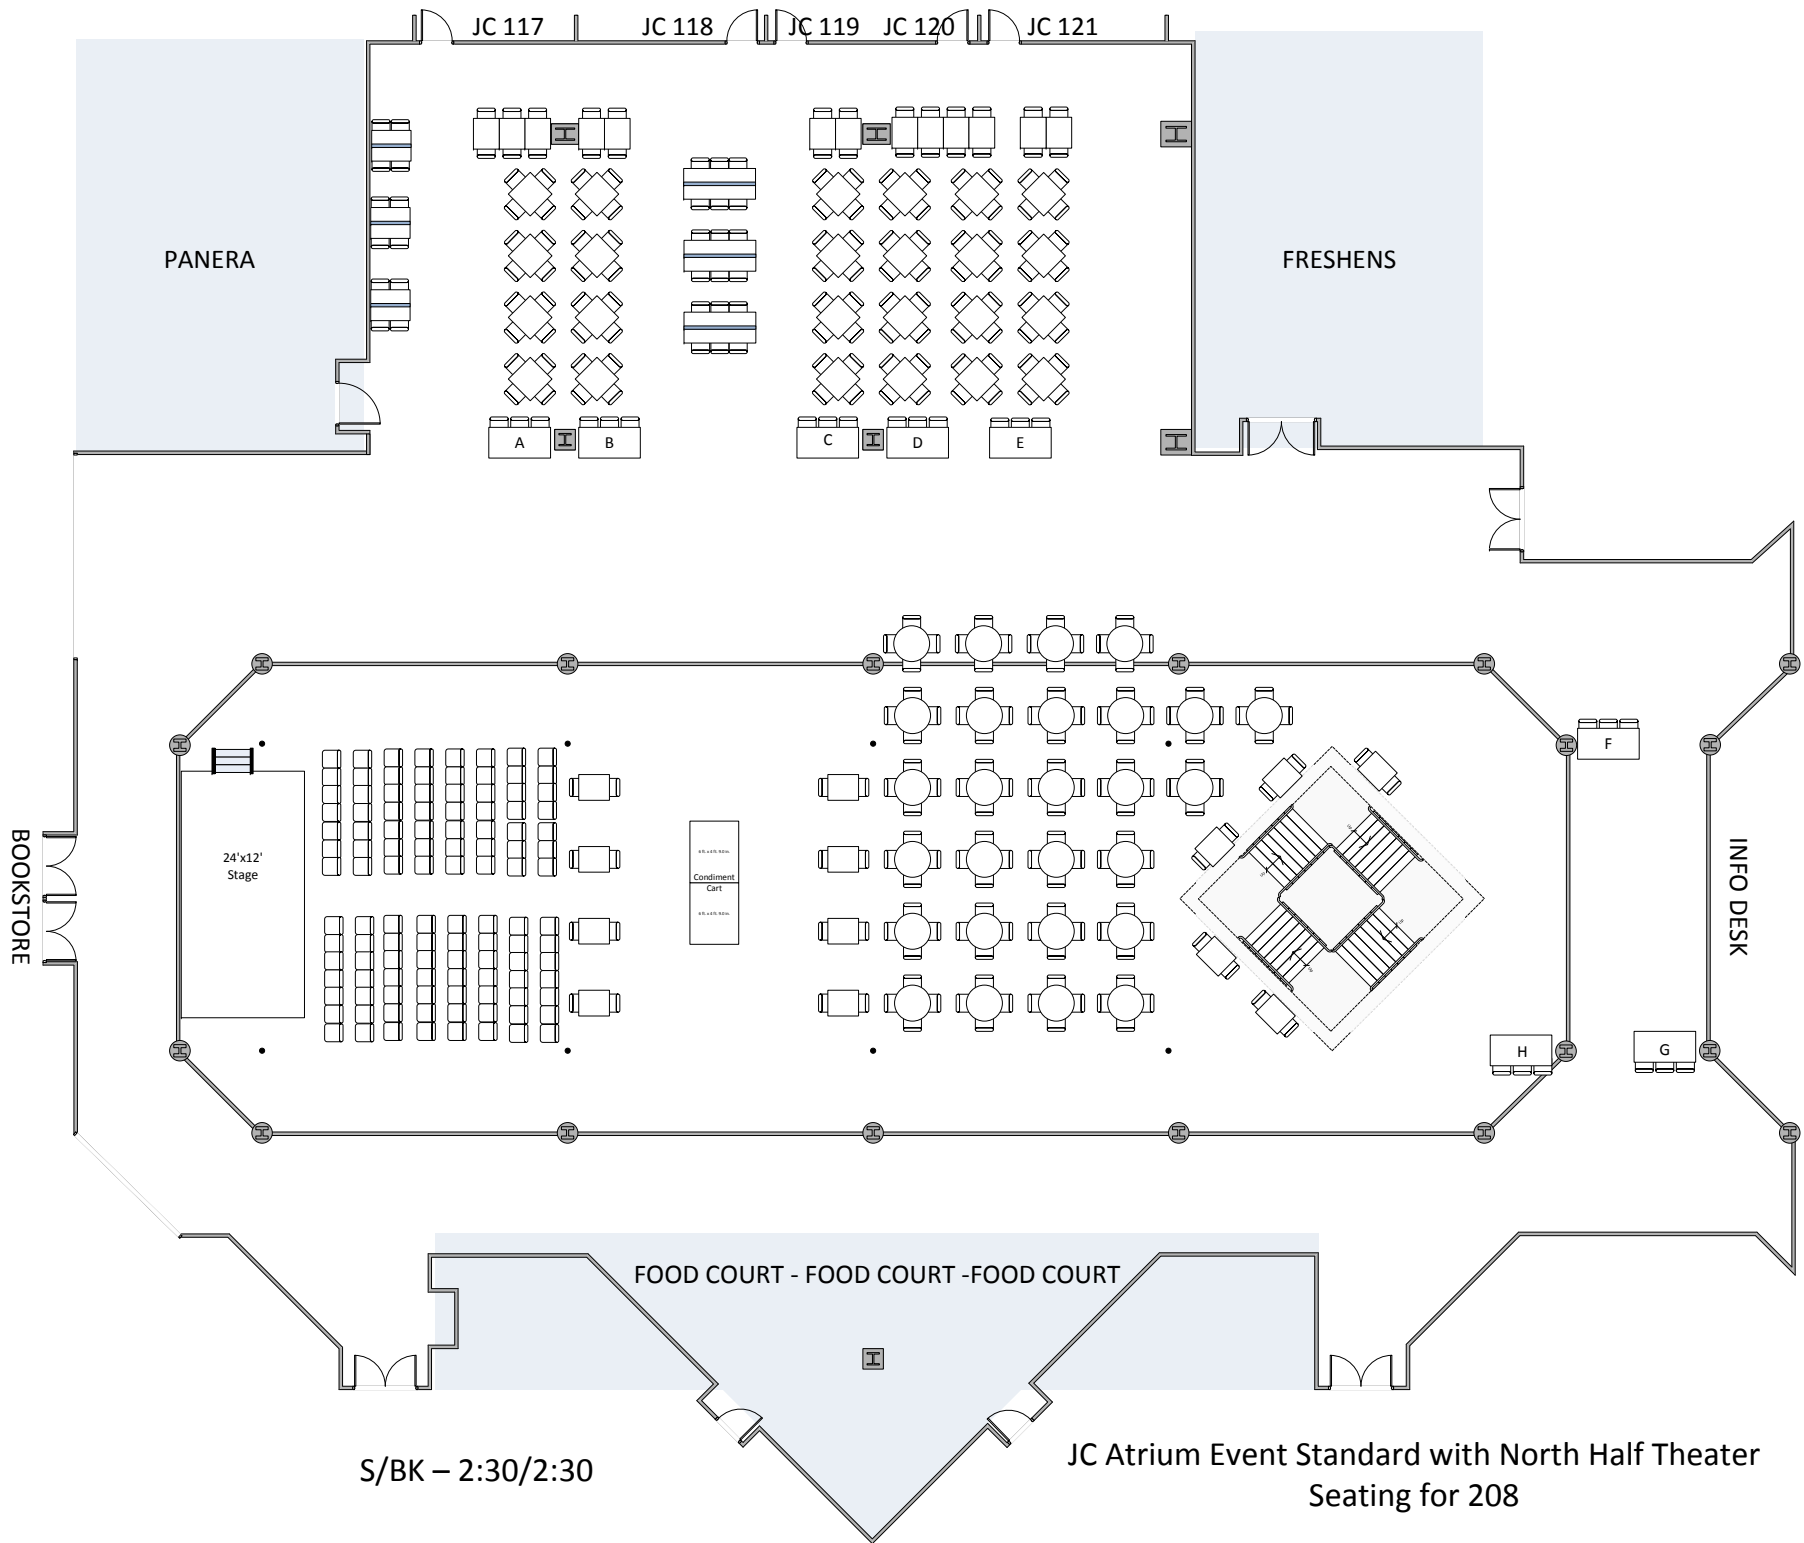 JC 117
JC 118
JC 119
JC 120
JC 121
PANERA
FRESHENS
A
B
C
D
E
F
BOOKSTORE
24'x12'
Stage
Condiment
Cart
INFO DESK
H
G
FOOD COURT - FOOD COURT -FOOD COURT
S/BK – 2:30/2:30
JC Atrium Event Standard with North Half Theater
Seating for 208